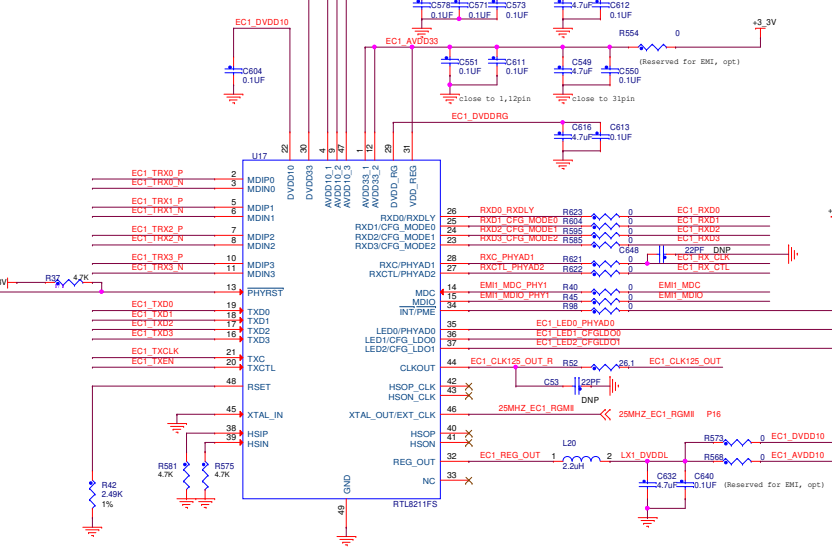 C578 C571 C573 4.7uF C612
0.1UF 0.1UF 0.1UF 0.1UF
EC1_DVDD10
+3_3V
R554 0
EC1_AVDD33
(Reserved for EMI, opt)
C604
0.1UF
C551 C611
0.1UF 0.1UF
C549 C550
4.7uF 0.1UF
close to 1,12pin
close to 31pin
EC1_DVDDRG
C616 C613
4.7uF 0.1UF
22 30 4 9 47 1 12 29 31
U17
DVDD10
DVDD33
AVDD10_1
AVDD10_2
AVDD10_3
AVDD33_1
AVDD33_2
DVDD_RG
VDD_REG
EC1_TRX0_P 2 MDIP0
EC1_TRX0_N 3 MDIN0
EC1_TRX1_P 5 MDIP1
EC1_TRX1_N 6 MDIN1
EC1_TRX2_P 7 MDIP2
EC1_TRX2_N 8 MDIN2
EC1_TRX3_P 10 MDIP3
EC1_TRX3_N 11 MDIN3
V R37 4.7K
13 PHYRST
EC1_TXD0 19 TXD0
EC1_TXD1 18 TXD1
EC1_TXD2 17 TXD2
EC1_TXD3 16 TXD3
EC1_TXCLK 21 TXC
EC1_TXEN 20 TXCTL
48 RSET
45 XTAL_IN
38 HSIP
39 HSIN
R581
4.7K
R575
4.7K
R42
2.49K
1%
RXD0/RXDLY 26 RXD0_RXDLY R623 0 EC1_RXD0
RXD1/CFG_MODE0 25 RXD1_CFG_MODE0 R604 0 EC1_RXD1
RXD2/CFG_MODE1 24 RXD2_CFG_MODE1 R595 0 EC1_RXD2
RXD3/CFG_MODE2 23 RXD3_CFG_MODE2 R585 0 EC1_RXD3
C648 22PF DNP
RXC/PHYAD1 28 RXC_PHYAD1 R621 0 EC1_RX_CLK
RXCTL/PHYAD2 27 RXCTL_PHYAD2 R622 0 EC1_RX_CTL
MDC 14 EMI1_MDC_PHY1 R40 0 EMI1_MDC
MDIO 15 EMI1_MDIO_PHY1 R45 0 EMI1_MDIO
INT/PME 34 R98 0
LED0/PHYAD0 35 EC1_LED0_PHYAD0
LED1/CFG_LDO0 36 EC1_LED1_CFGLDO0
LED2/CFG_LDO1 37 EC1_LED2_CFGLDO1
CLKOUT 44 EC1_CLK125_OUT_R R52 26.1 EC1_CLK125_OUT
C53 22PF
DNP
HSOP_CLK 42
HSON_CLK 43
XTAL_OUT/EXT_CLK 46 25MHZ_EC1_RGMII 25MHZ_EC1_RGMII P16
HSOP 40
HSON 41
REG_OUT 32 EC1_REG_OUT 1 L20 2 LX1_DVDDL
2.2uH
R573 0 EC1_DVDD10
R568 0 EC1_AVDD10
NC 33
C632 C640
4.7uF 0.1UF
(Reserved for EMI, opt)
GND
49
RTL8211FS